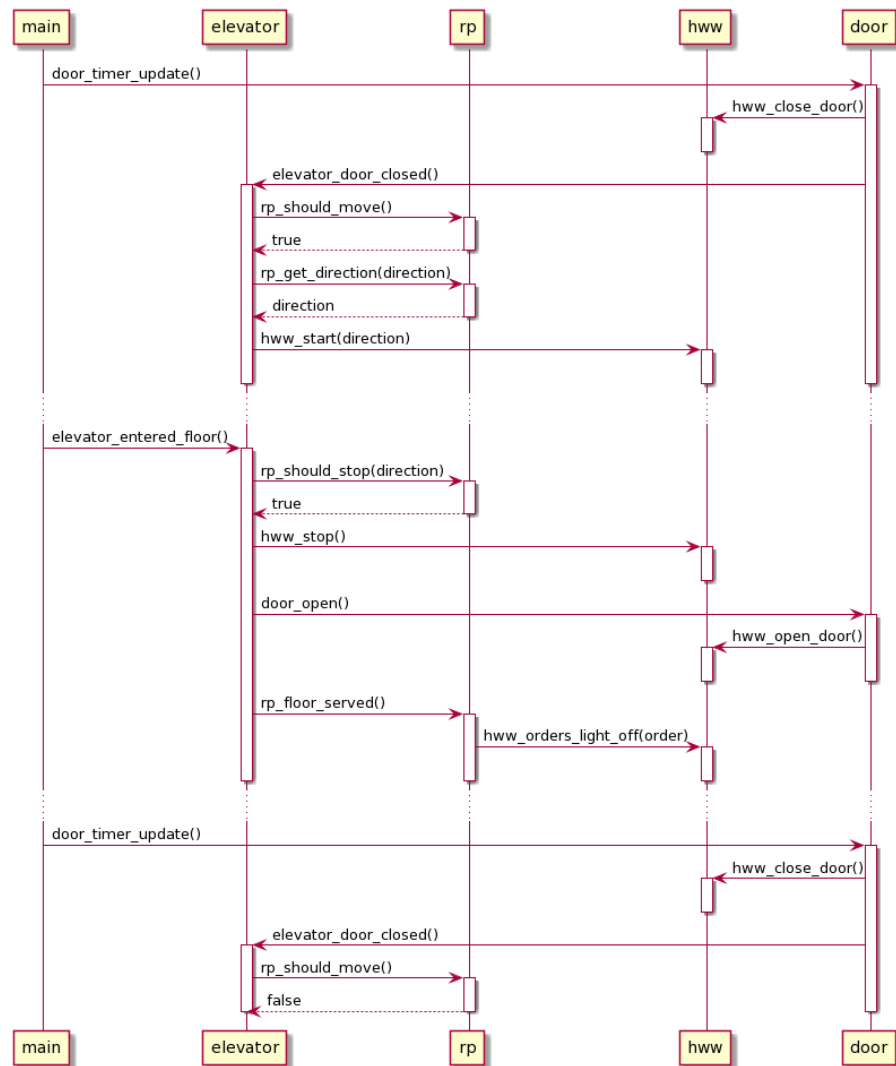 main elevator rp hww door
door_timer_update()
hww_close_door()
elevator_door_closed()
rp_should_move()
true
rp_get_direction(direction)
direction
hww_start(direction)
elevator_entered_floor()
rp_should_stop(direction)
true
hww_stop()
door_open()
hww_open_door()
rp_floor_served()
hww_orders_light_off(order)
door_timer_update()
hww_close_door()
elevator_door_closed()
rp_should_move()
false
main elevator rp hww door